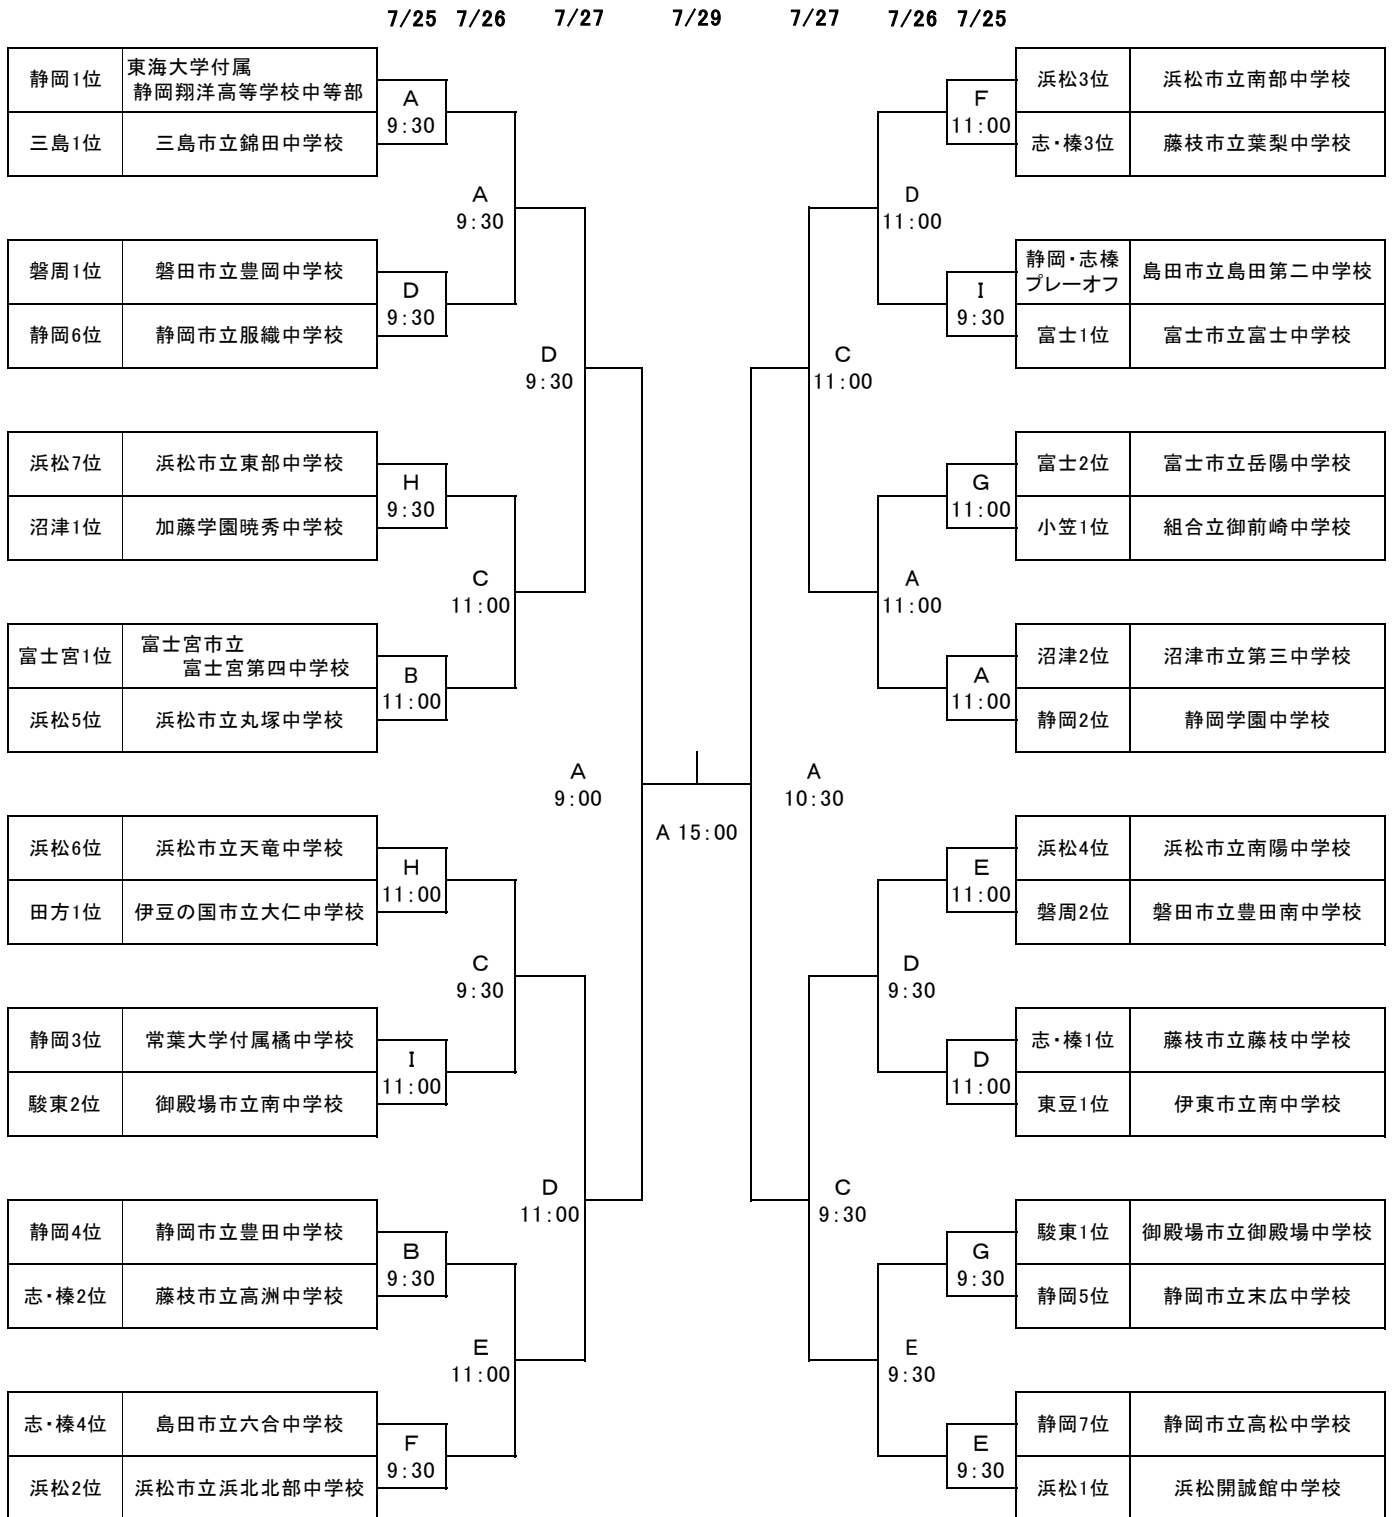 7/25 7/26 7/27 7/29 7/27 7/26 7/25
静岡1位 東海大学付属
静岡翔洋高等学校中等部
三島1位 三島市立錦田中学校
A
9:30
A
9:30
磐周1位 磐田市立豊岡中学校
静岡6位 静岡市立服織中学校
D
9:30
D
9:30
浜松7位 浜松市立東部中学校
沼津1位 加藤学園暁秀中学校
H
9:30
C
11:00
富士宮1位 富士宮市立
富士宮第四中学校
浜松5位 浜松市立丸塚中学校
B
11:00
A
9:00
浜松6位 浜松市立天竜中学校
田方1位 伊豆の国市立大仁中学校
H
11:00
C
9:30
静岡3位 常葉大学付属橘中学校
駿東2位 御殿場市立南中学校
I
11:00
D
11:00
静岡4位 静岡市立豊田中学校
志・榛2位 藤枝市立高洲中学校
B
9:30
E
11:00
志・榛4位 島田市立六合中学校
浜松2位 浜松市立浜北北部中学校
F
9:30
A 15:00
F
11:00
浜松3位 浜松市立南部中学校
志・榛3位 藤枝市立葉梨中学校
D
11:00
I
9:30
静岡・志榛
プレーオフ 島田市立島田第二中学校
富士1位 富士市立富士中学校
C
11:00
G
11:00
富士2位 富士市立岳陽中学校
小笠1位 組合立御前崎中学校
A
11:00
A
11:00
沼津2位 沼津市立第三中学校
静岡2位 静岡学園中学校
A
10:30
E
11:00
浜松4位 浜松市立南陽中学校
磐周2位 磐田市立豊田南中学校
D
9:30
D
11:00
志・榛1位 藤枝市立藤枝中学校
東豆1位 伊東市立南中学校
C
9:30
G
9:30
駿東1位 御殿場市立御殿場中学校
静岡5位 静岡市立末広中学校
E
9:30
E
9:30
静岡7位 静岡市立高松中学校
浜松1位 浜松開誠館中学校